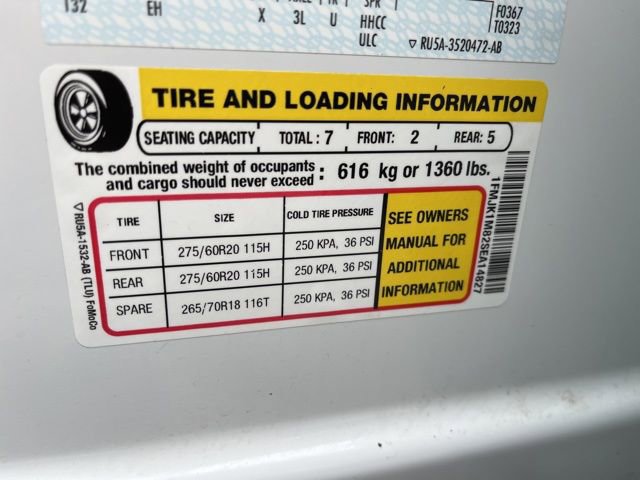 132 EH X 3L U HHCC F0367
ULC T0323
▽ RU5A-3520472-AB
TIRE AND LOADING INFORMATION
SEATING CAPACITY TOTAL : 7 FRONT: 2 REAR: 5
The combined weight of occupants
and cargo should never exceed : 616 kg or 1360 lbs.
TIRE SIZE COLD TIRE PRESSURE
FRONT 275/60R20 115H 250 KPA, 36 PSI
REAR 275/60R20 115H 250 KPA, 36 PSI
SPARE 265/70R18 116T 250 KPA, 36 PSI
SEE OWNERS
MANUAL FOR
ADDITIONAL
INFORMATION
▽ RU5A-1532-AB (TLU) FoMoCo
1FMJK1M82SEA14827